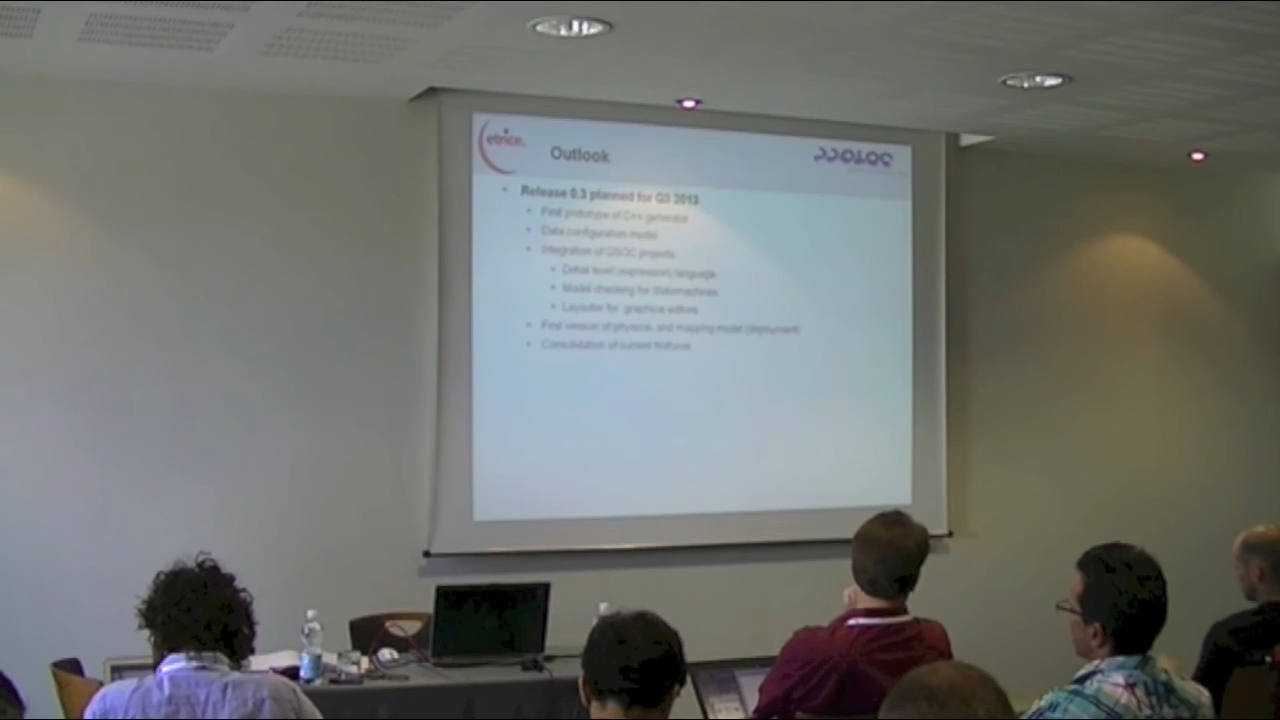 etrice.
Outlook
PROTOS
Release 0.3 planned for Q3 2013
First prototype of C++ generator
Data configuration model
Integration of GSOC projects:
Detail level (expression) language
Model checking for Statemachines
Layouter for graphical editors
First version of physical, and mapping model (deployment)
Consolidation of current features